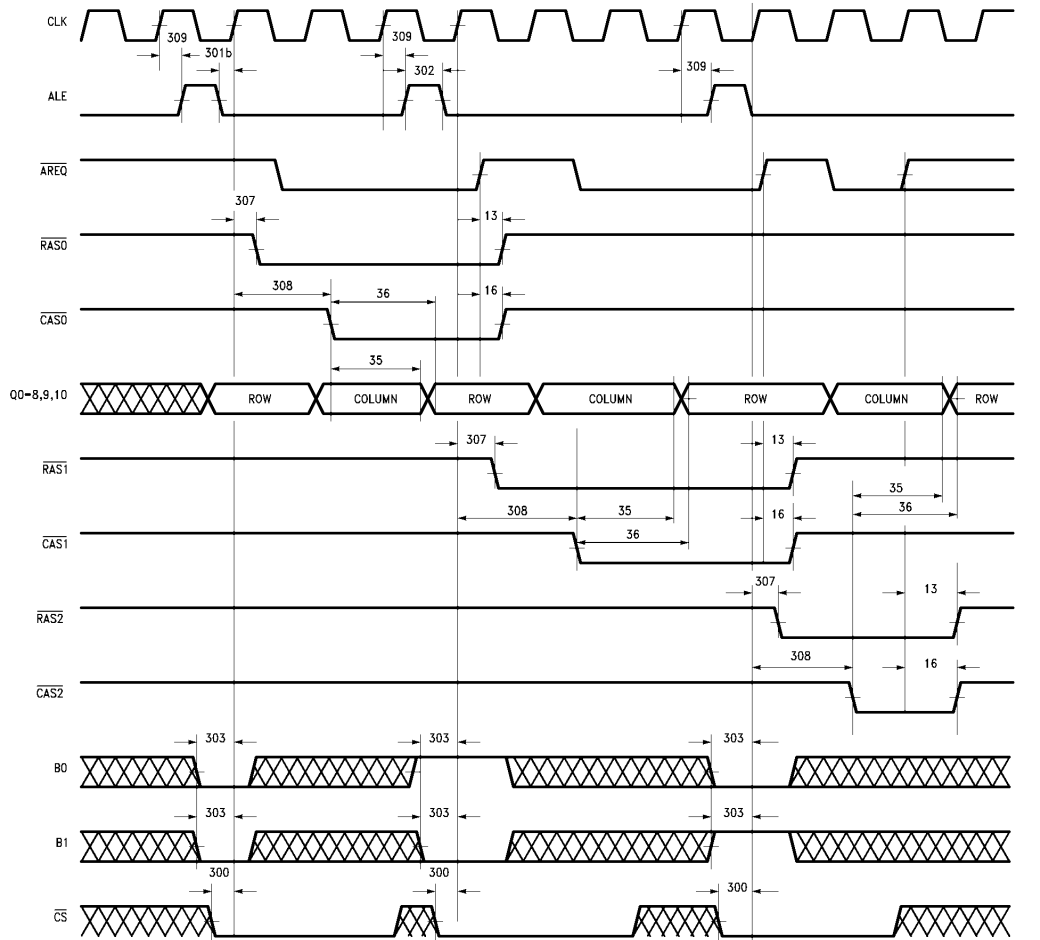 CLK
309
301b
309
302
309
ALE
AREQ
307
13
RAS0
308
36
16
CAS0
35
Q0=8,9,10
ROW
COLUMN
ROW
COLUMN
ROW
COLUMN
ROW
307
13
RAS1
35
36
308
35
16
36
CAS1
307
13
RAS2
308
16
CAS2
303
303
303
B0
303
303
303
B1
300
300
300
CS